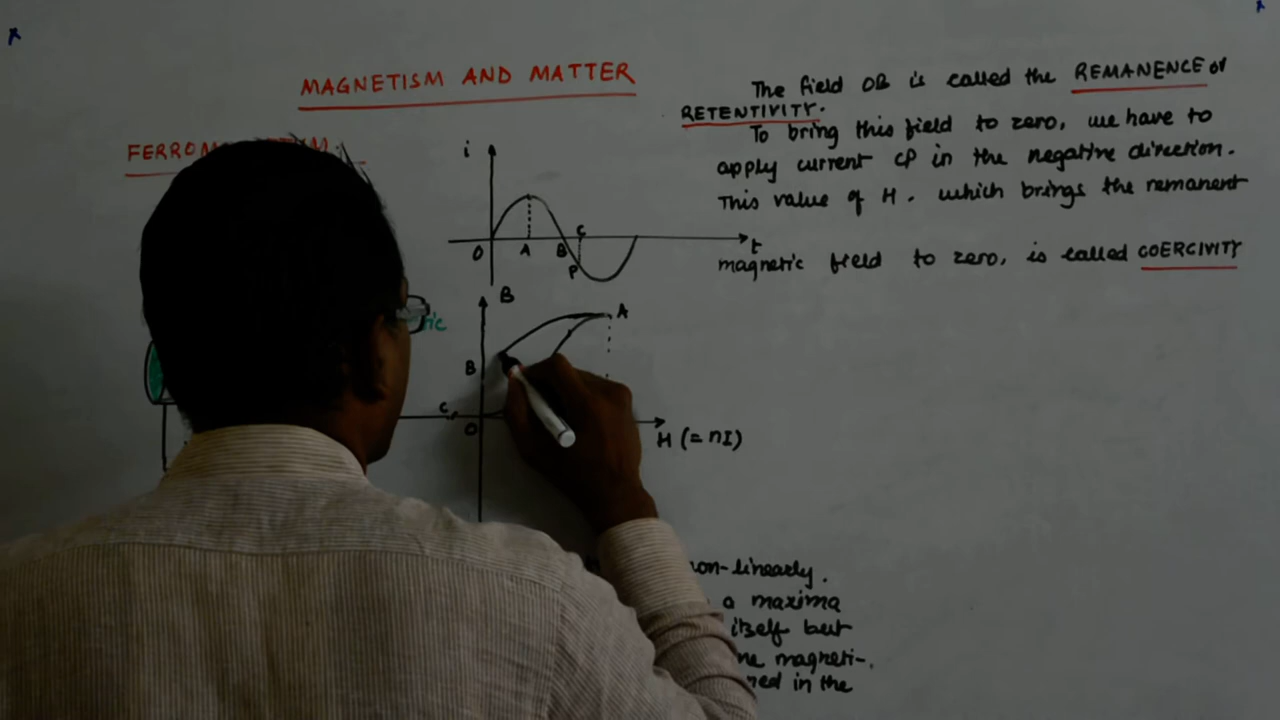 MAGNETISM AND MATTER
FERROM
i
O A B C t
P
B
A
B
C
O
H (= nI)
The field OB is called the REMANENCE or
RETENTIVITY.
To bring this field to zero, we have to
apply current CP in the negative direction.
This value of H. which brings the remanent
magnetic field to zero, is called COERCIVITY
non-linearly.
a maxima
itself but
magneti-
in the